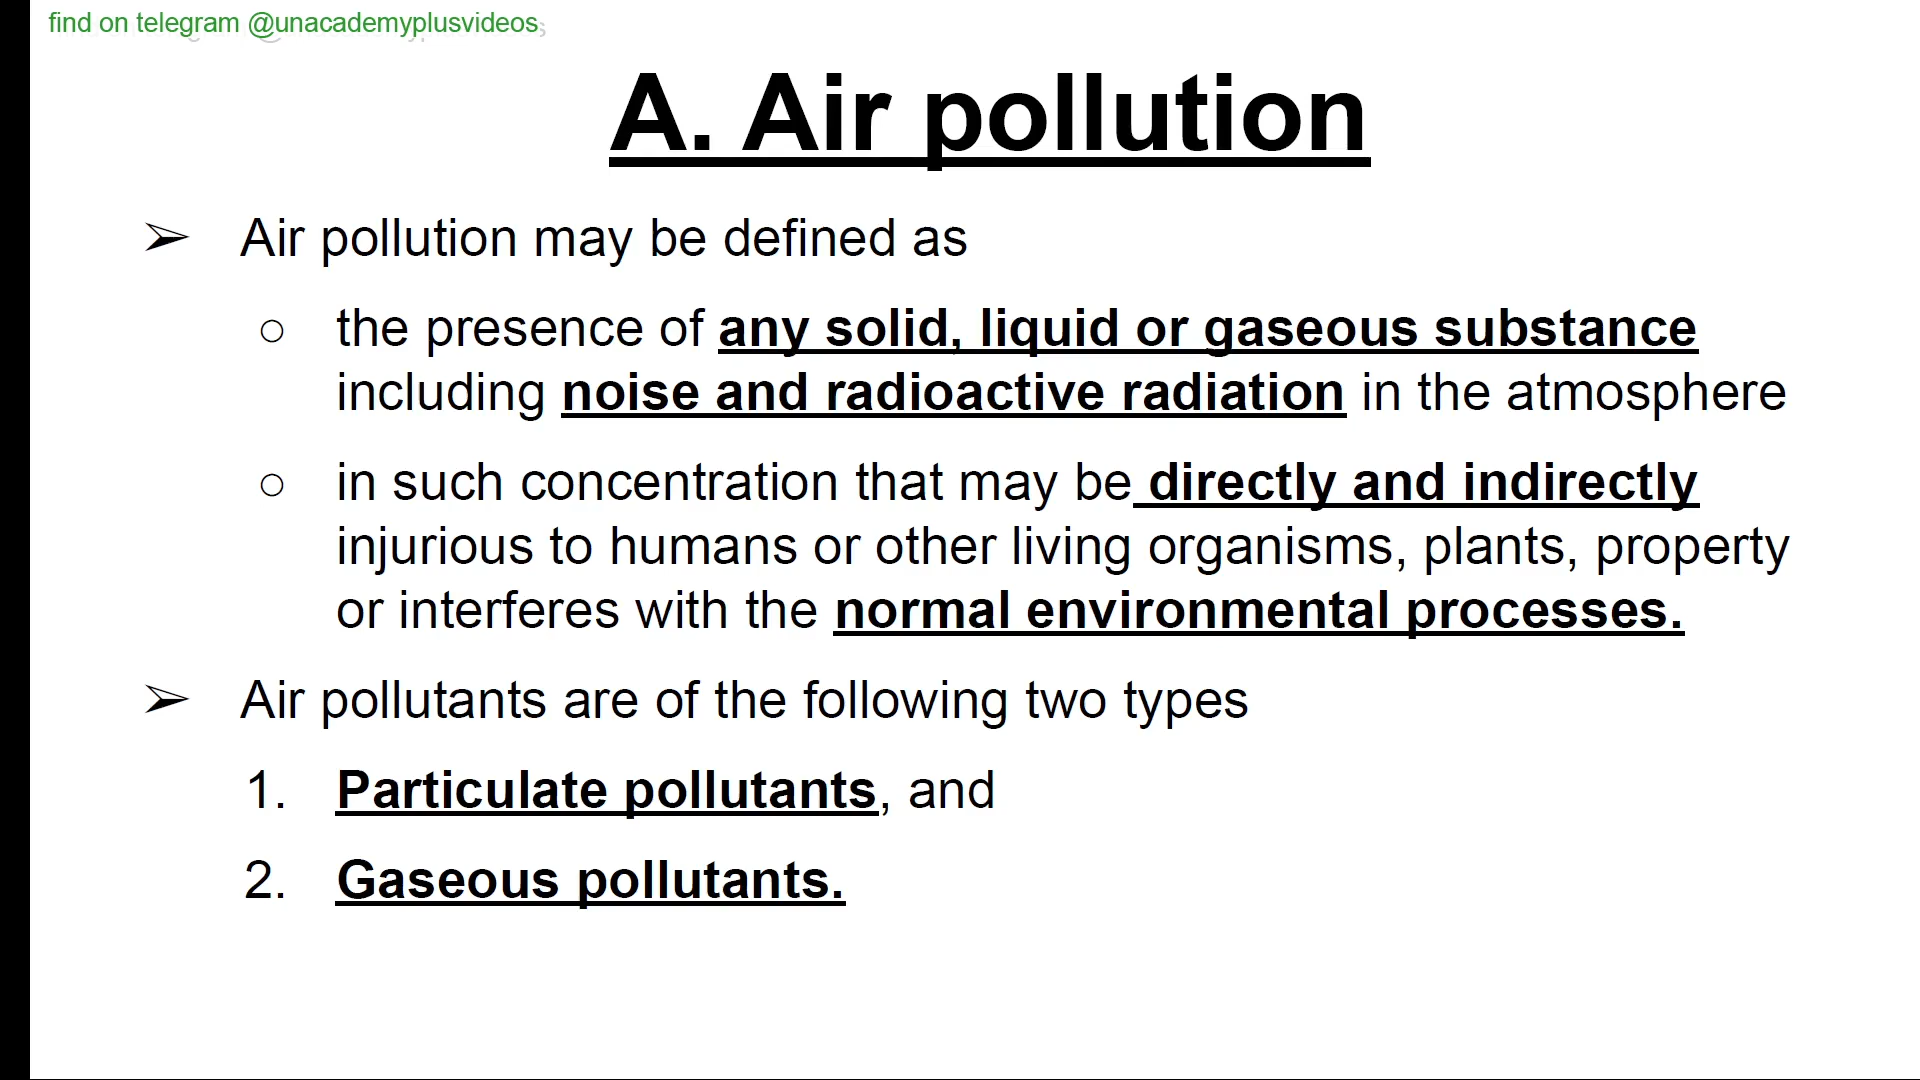 find on telegram @unacademyplusvideos
A. Air pollution
➢ Air pollution may be defined as
○ the presence of any solid, liquid or gaseous substance
including noise and radioactive radiation in the atmosphere
○ in such concentration that may be directly and indirectly
injurious to humans or other living organisms, plants, property
or interferes with the normal environmental processes.
➢ Air pollutants are of the following two types
1. Particulate pollutants, and
2. Gaseous pollutants.